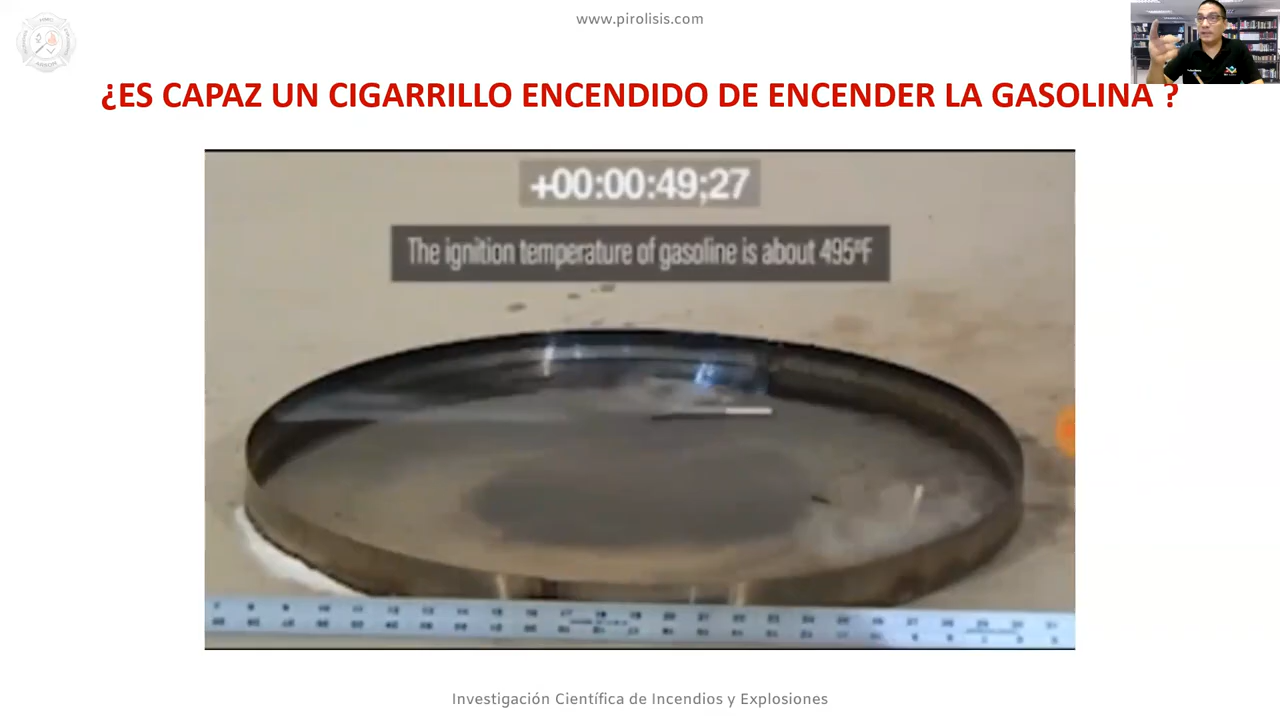 www.pirolisis.com
¿ES CAPAZ UN CIGARRILLO ENCENDIDO DE ENCENDER LA GASOLINA ?
+00:00:49;27
The ignition temperature of gasoline is about 495ºF
Investigación Científica de Incendios y Explosiones